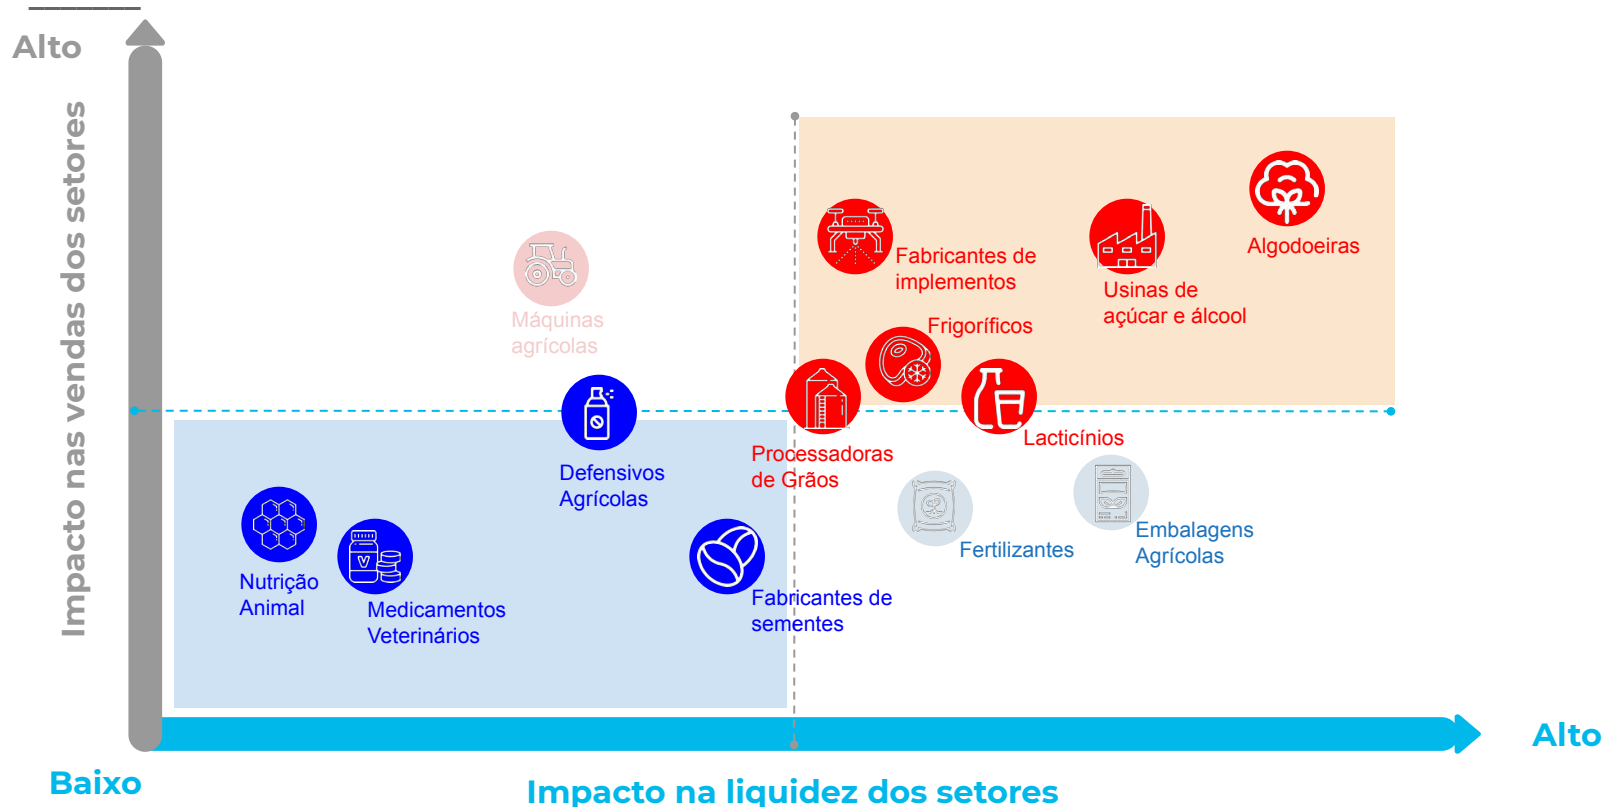 Alto
Impacto nas vendas dos setores
Algodoeiras
Fabricantes de
implementos
Usinas de
açúcar e álcool
Máquinas
agrícolas
Frigoríficos
Lacticínios
Processadoras
de Grãos
Defensivos
Agrícolas
Embalagens
Agrícolas
Fertilizantes
Nutrição
Animal
Medicamentos
Veterinários
V
Fabricantes de
sementes
Alto
Baixo
Impacto na liquidez dos setores